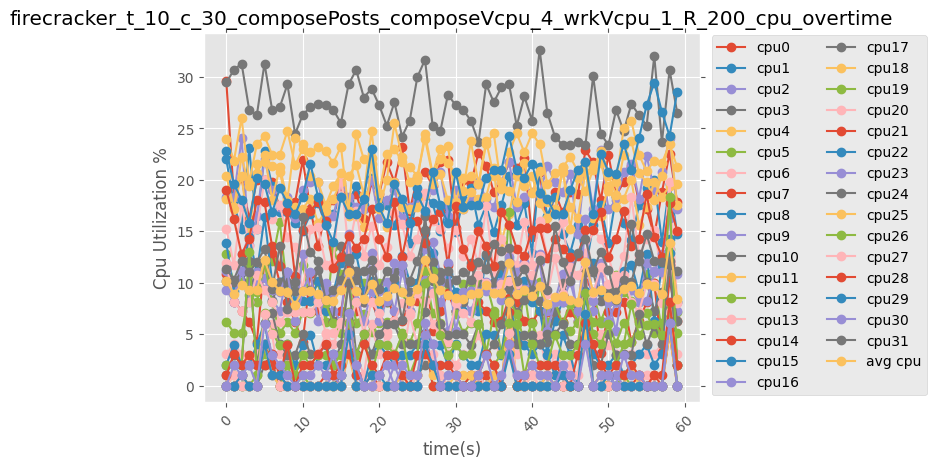 firecracker_t_10_c_30_composePosts_composeVcpu_4_wrkVcpu_1_R_200_cpu_overtime
Cpu Utilization %
30
25
20
15
10
5
0
0
10
20
30
40
50
60
time(s)
cpu0
cpu1
cpu2
cpu3
cpu4
cpu5
cpu6
cpu7
cpu8
cpu9
cpu10
cpu11
cpu12
cpu13
cpu14
cpu15
cpu16
cpu17
cpu18
cpu19
cpu20
cpu21
cpu22
cpu23
cpu24
cpu25
cpu26
cpu27
cpu28
cpu29
cpu30
cpu31
avg cpu